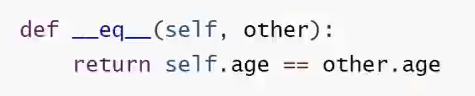 def __eq__(self, other):
    return self.age == other.age